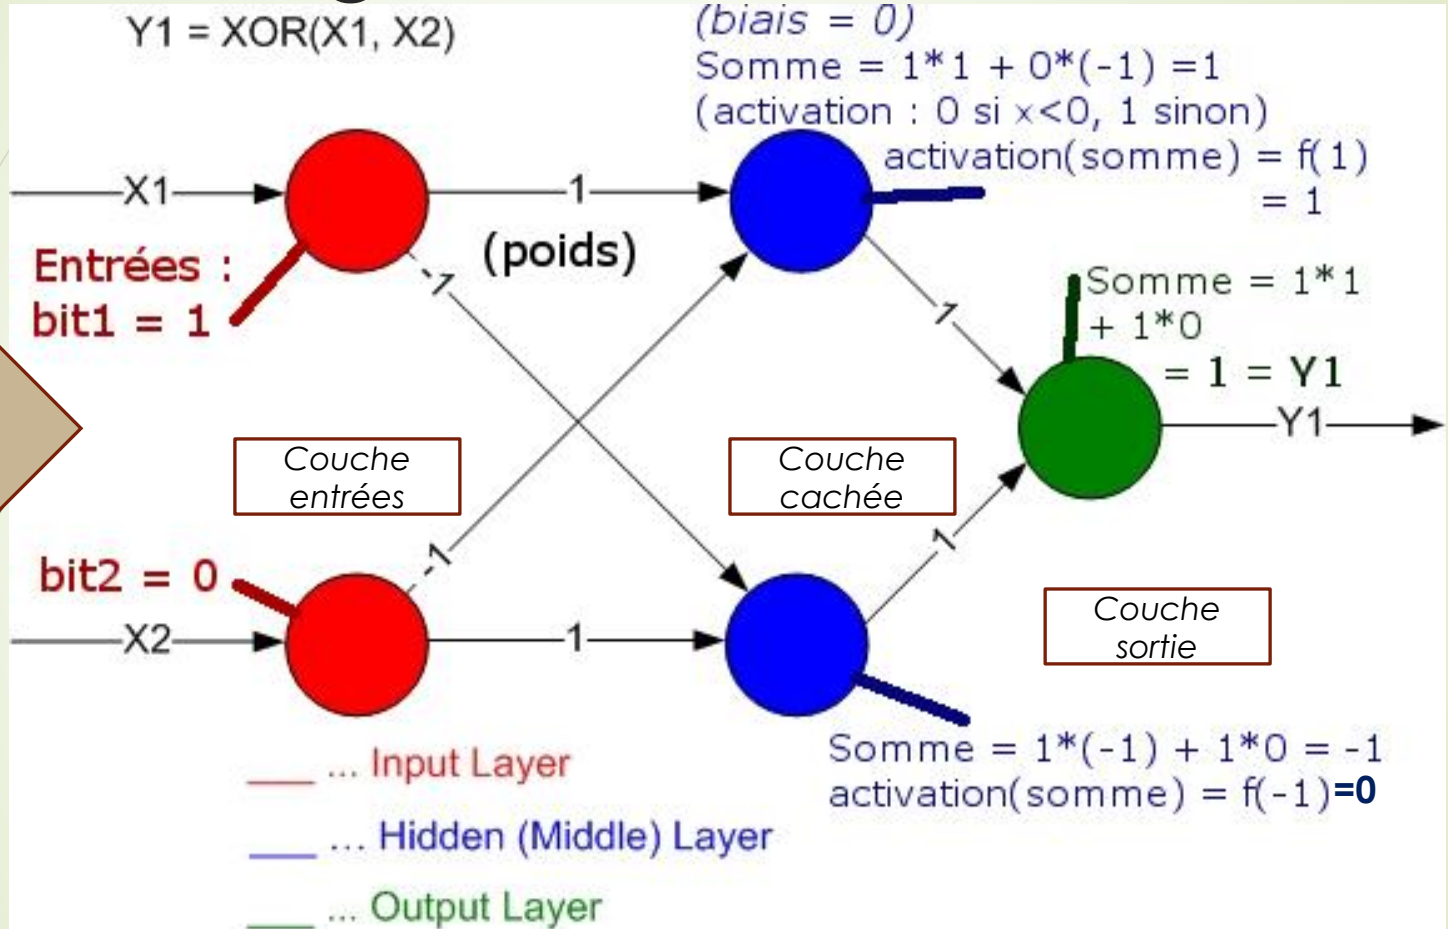 Y1 = XOR(X1, X2)
(biais = 0)
Somme = 1*1 + 0*(-1) =1
(activation : 0 si x<0, 1 sinon)
activation(somme) = f(1)
= 1
X1
1
(poids)
Entrées :
bit1 = 1
-1
1
Somme = 1*1
+ 1*0
= 1 = Y1
Y1
Couche
entrées
Couche
cachée
-1
1
bit2 = 0
X2
1
Couche
sortie
Somme = 1*(-1) + 1*0 = -1
activation(somme) = f(-1)=0
___ ... Input Layer
___ ... Hidden (Middle) Layer
___ ... Output Layer